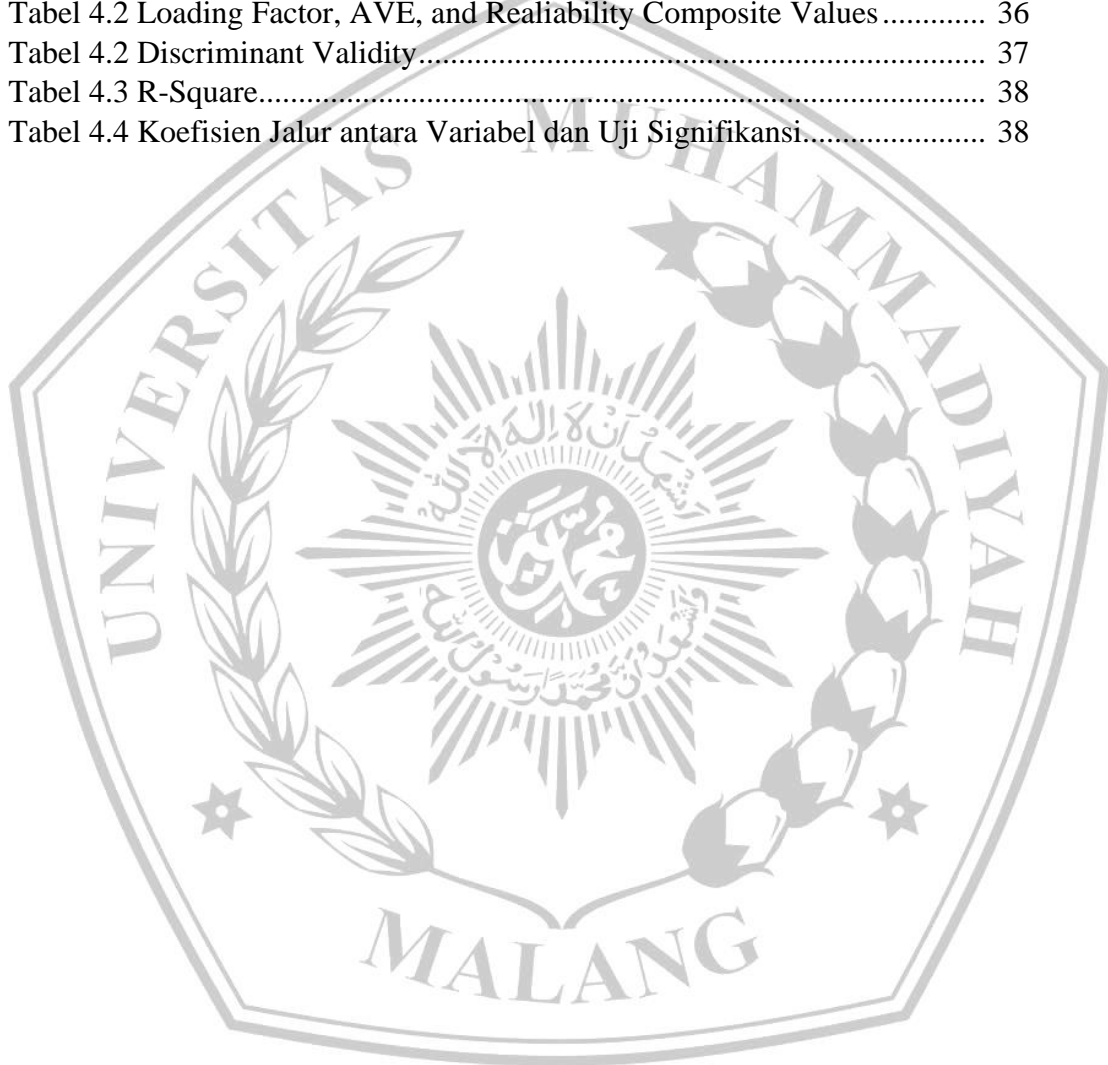 Tabel 4.2 Loading Factor, AVE, and Realiability Composite Values............. 36
Tabel 4.2 Discriminant Validity....................................................................... 37
Tabel 4.3 R-Square........................................................................................... 38
Tabel 4.4 Koefisien Jalur antara Variabel dan Uji Signifikansi....................... 38
UNIVERSITAS MUHAMMADIYAH
MALANG